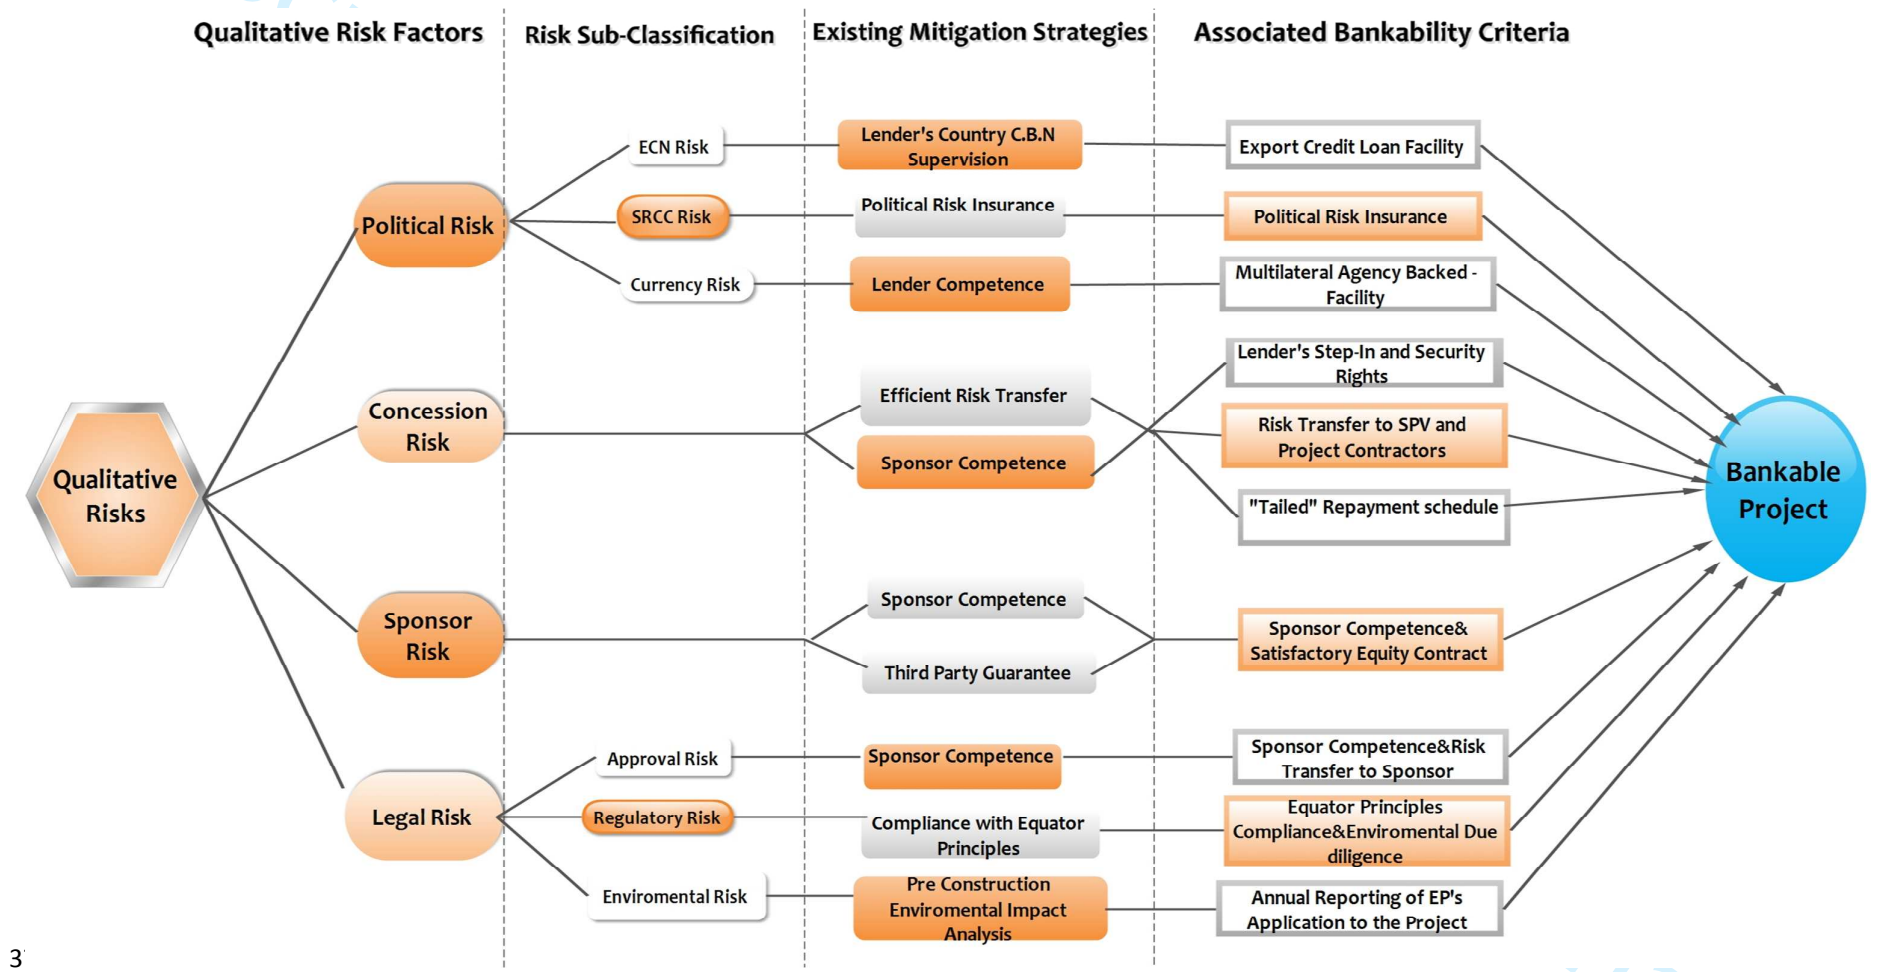 Qualitative Risk Factors
Risk Sub-Classification
Existing Mitigation Strategies
Associated Bankability Criteria
Qualitative
Risks
Political Risk
ECN Risk
Lender's Country C.B.N
Supervision
Export Credit Loan Facility
SRCC Risk
Political Risk Insurance
Political Risk Insurance
Currency Risk
Lender Competence
Multilateral Agency Backed -
Facility
Concession
Risk
Efficient Risk Transfer
Sponsor Competence
Lender's Step-In and Security
Rights
Risk Transfer to SPV and
Project Contractors
"Tailed" Repayment schedule
Sponsor
Risk
Sponsor Competence
Third Party Guarantee
Sponsor Competence&
Satisfactory Equity Contract
Legal Risk
Approval Risk
Sponsor Competence
Sponsor Competence&Risk
Transfer to Sponsor
Regulatory Risk
Compliance with Equator
Principles
Equator Principles
Compliance&Enviromental Due
diligence
Enviromental Risk
Pre Construction
Enviromental Impact
Analysis
Annual Reporting of EP's
Application to the Project
Bankable
Project